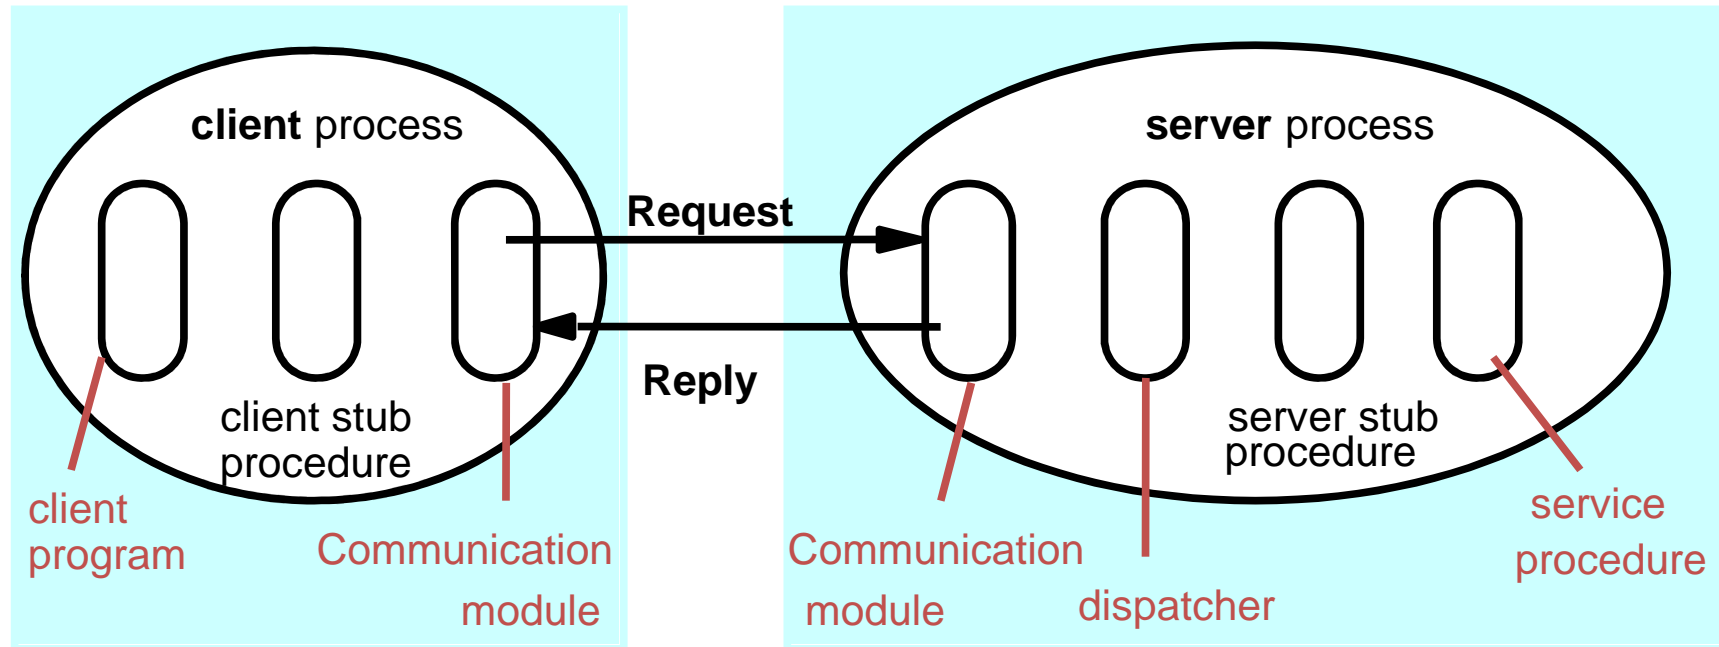 client process
server process
Request
Reply
client stub
procedure
server stub
procedure
client
program
Communication
module
Communication
module
dispatcher
service
procedure